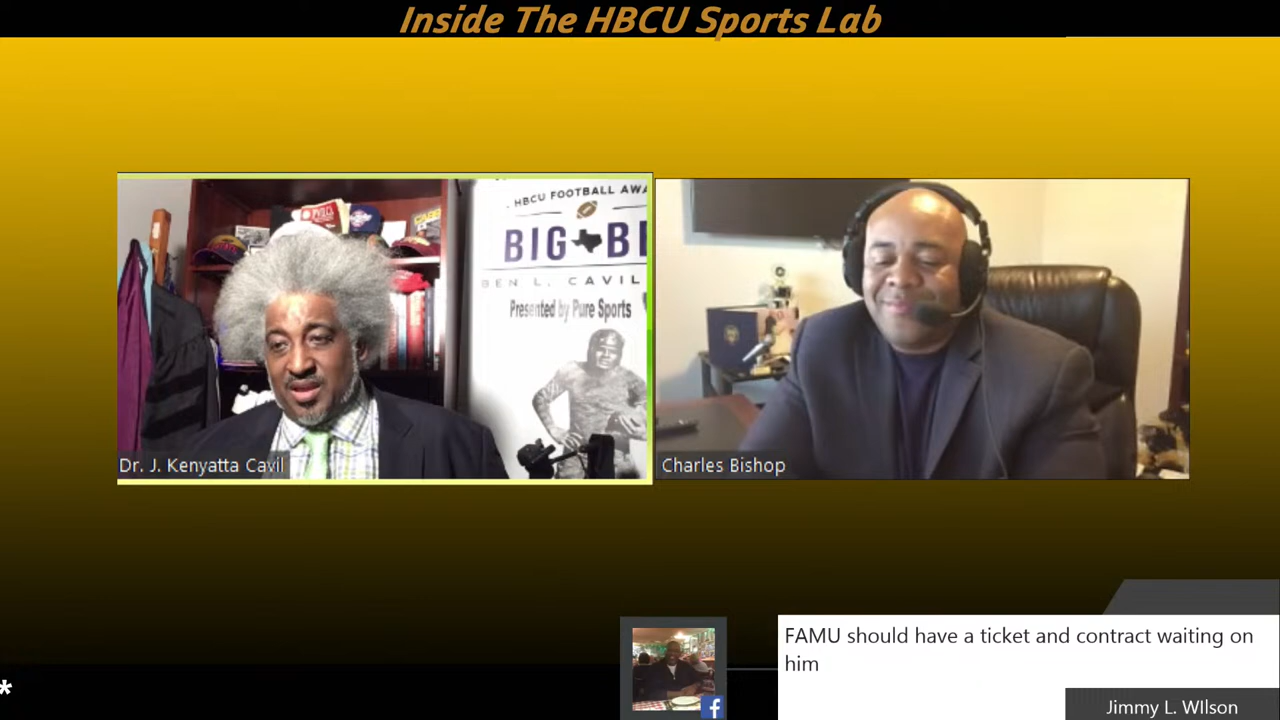 Inside The HBCU Sports Lab
HBCU FOOTBALL AWA
BIG BE
BEN L. CAVIL
Presented by Pure Sports
Dr. J. Kenyatta Cavil
Charles Bishop
FAMU should have a ticket and contract waiting on
him
*
Jimmy L. WIlson